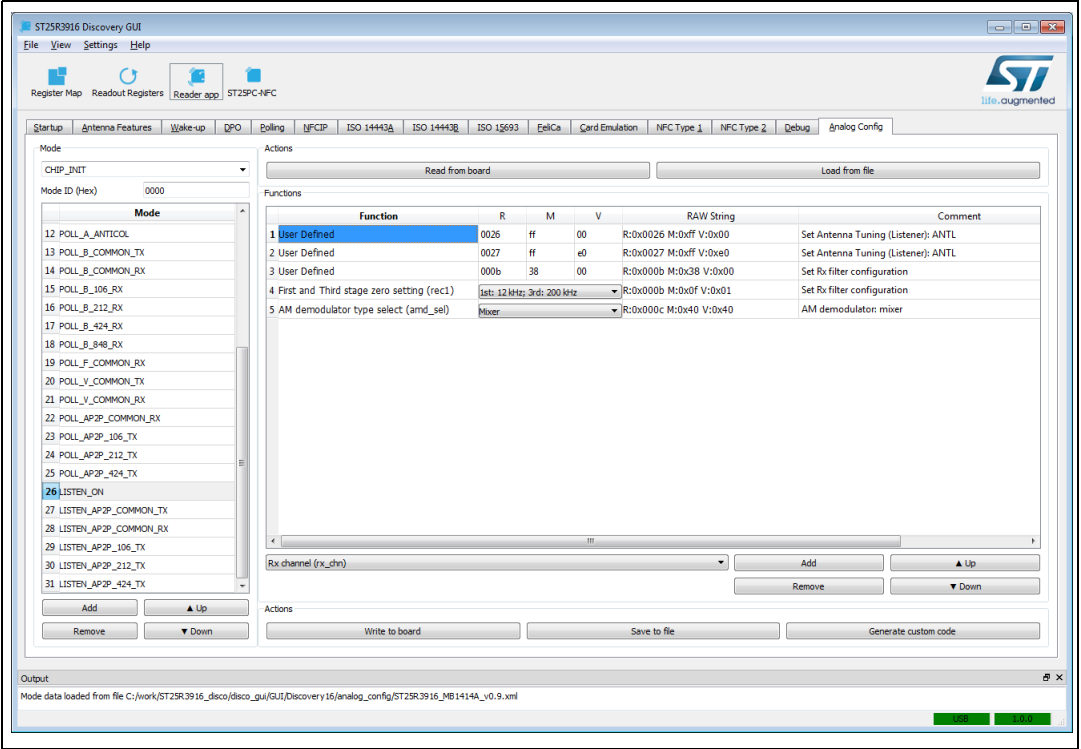 ST25R3916 Discovery GUI
File View Settings Help
Register Map Readout Registers Reader app ST25PC-NFC
ST
life.augmented
Startup Antenna Features Wake-up DPO Polling NFCIP ISO 14443A ISO 14443B ISO 15693 FeliCa Card Emulation NFC Type 1 NFC Type 2 Debug Analog Config
Mode
CHIP_INIT
Mode ID (Hex) 0000
Mode
12 POLL_A_ANTICOL
13 POLL_B_COMMON_TX
14 POLL_B_COMMON_RX
15 POLL_B_106_RX
16 POLL_B_212_RX
17 POLL_B_424_RX
18 POLL_B_848_RX
19 POLL_F_COMMON_RX
20 POLL_V_COMMON_TX
21 POLL_V_COMMON_RX
22 POLL_AP2P_COMMON_RX
23 POLL_AP2P_106_TX
24 POLL_AP2P_212_TX
25 POLL_AP2P_424_TX
26 LISTEN_ON
27 LISTEN_AP2P_COMMON_TX
28 LISTEN_AP2P_COMMON_RX
29 LISTEN_AP2P_106_TX
30 LISTEN_AP2P_212_TX
31 LISTEN_AP2P_424_TX
Add ▲ Up
Remove ▼ Down
Actions
Read from board Load from file
Functions
Function R M V RAW String Comment
1 User Defined 0026 ff 00 R:0x0026 M:0xff V:0x00 Set Antenna Tuning (Listener): ANTL
2 User Defined 0027 ff e0 R:0x0027 M:0xff V:0xe0 Set Antenna Tuning (Listener): ANTL
3 User Defined 000b 38 00 R:0x000b M:0x38 V:0x00 Set Rx filter configuration
4 First and Third stage zero setting (rec1) 1st: 12 kHz; 3rd: 200 kHz R:0x000b M:0x0f V:0x01 Set Rx filter configuration
5 AM demodulator type select (amd_sel) Mixer R:0x000c M:0x40 V:0x40 AM demodulator: mixer
Rx channel (rx_chn) Add ▲ Up
Remove ▼ Down
Actions
Write to board Save to file Generate custom code
Output
Mode data loaded from file C:/work/ST25R3916_disco/disco_gui/GUI/Discovery16/analog_config/ST25R3916_MB1414A_v0.9.xml
USB 1.0.0